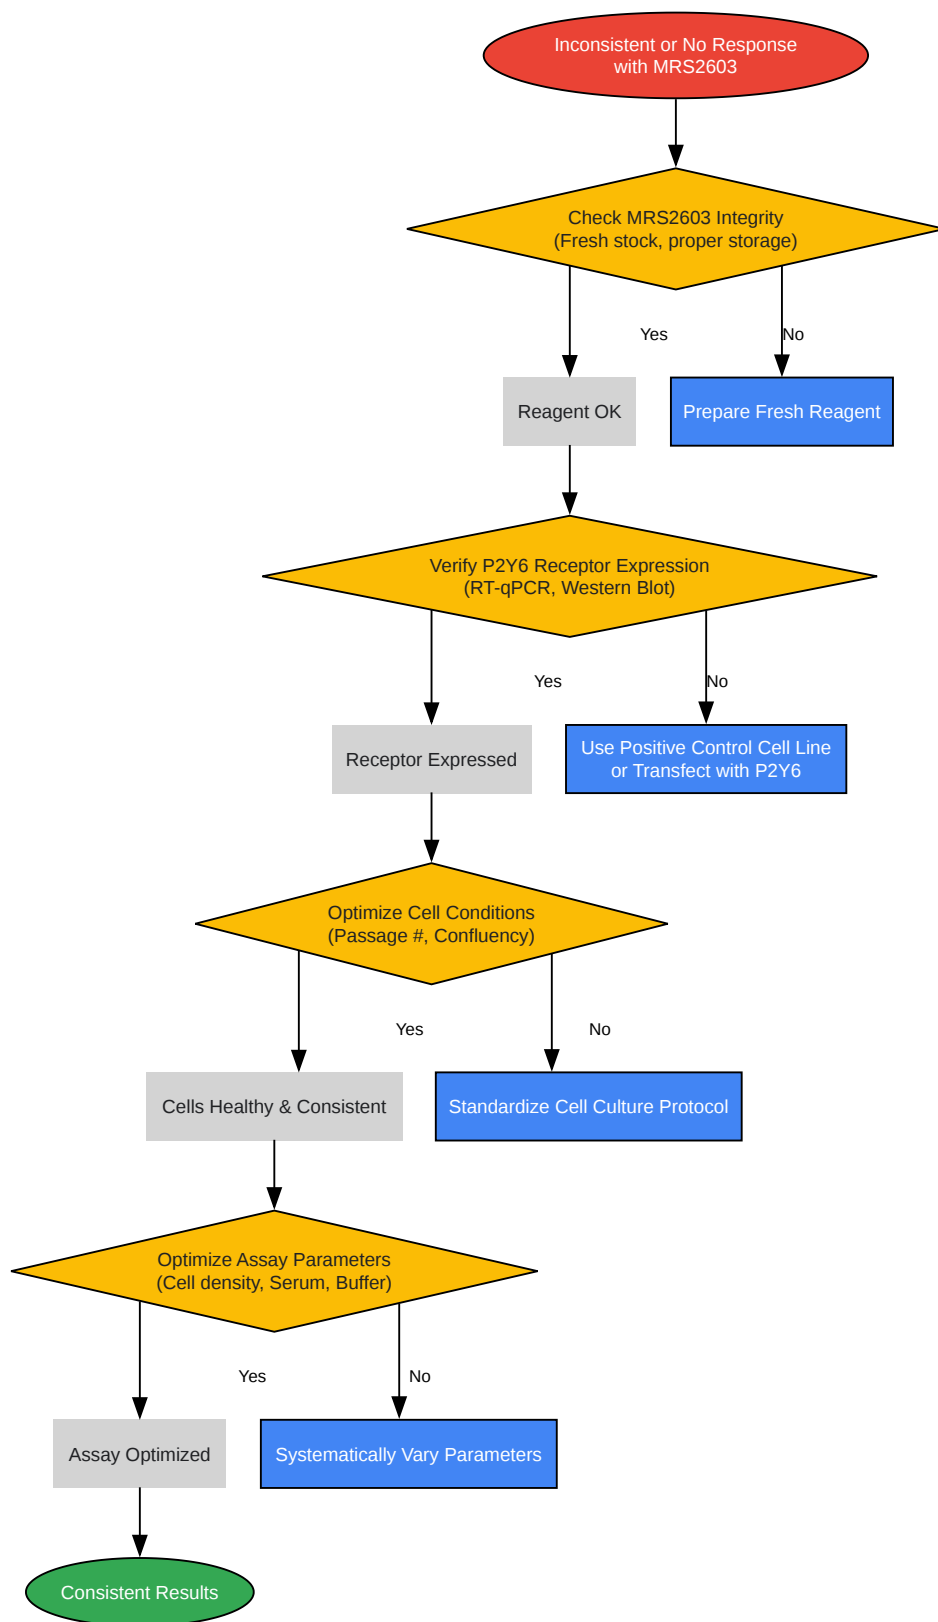 Inconsistent or No Response
with MRS2603
Check MRS2603 Integrity
(Fresh stock, proper storage)
Yes
No
Reagent OK
Prepare Fresh Reagent
Verify P2Y6 Receptor Expression
(RT-qPCR, Western Blot)
Yes
No
Receptor Expressed
Use Positive Control Cell Line
or Transfect with P2Y6
Optimize Cell Conditions
(Passage #, Confluency)
Yes
No
Cells Healthy & Consistent
Standardize Cell Culture Protocol
Optimize Assay Parameters
(Cell density, Serum, Buffer)
Yes
No
Assay Optimized
Systematically Vary Parameters
Consistent Results